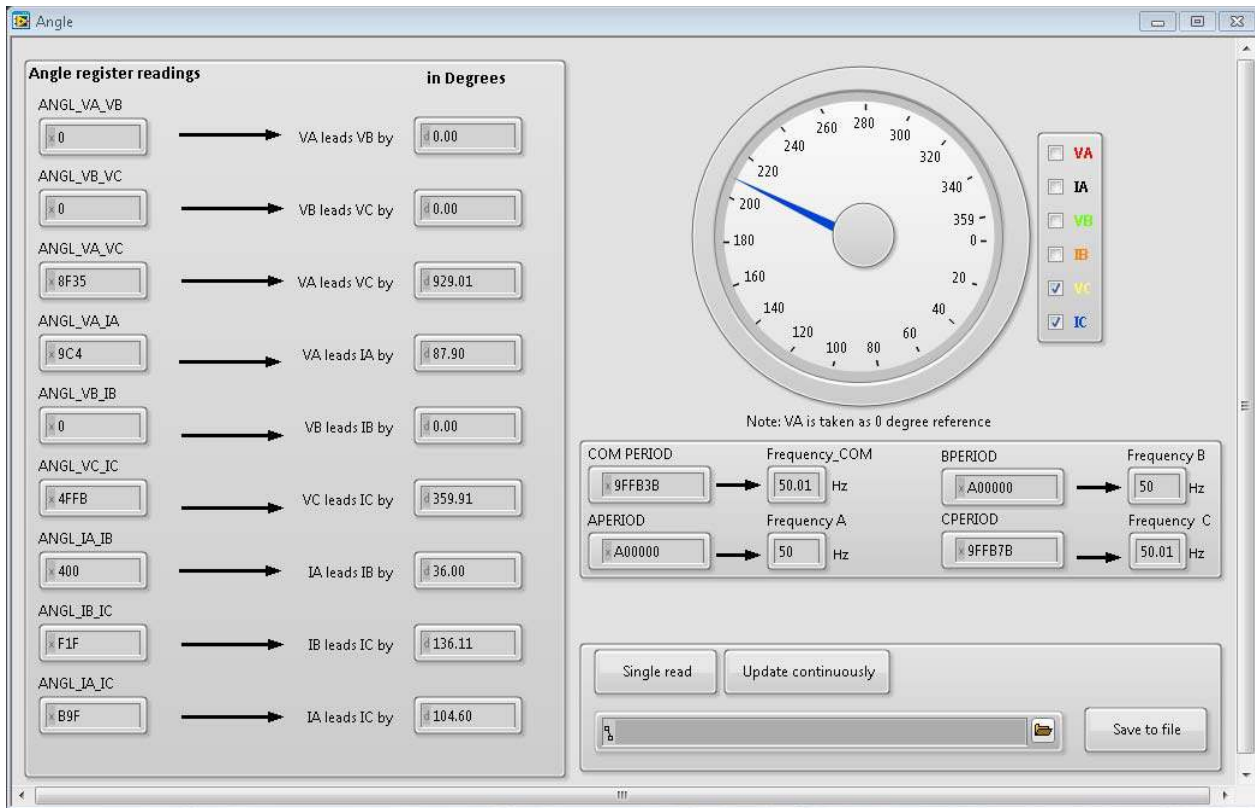 Angle
Angle register readings
in Degrees
ANGL_VA_VB
x 0
VA leads VB by
d 0.00
ANGL_VB_VC
x 0
VB leads VC by
d 0.00
ANGL_VA_VC
x 8F35
VA leads VC by
d 929.01
ANGL_VA_IA
x 9C4
VA leads IA by
d 87.90
ANGL_VB_IB
x 0
VB leads IB by
d 0.00
ANGL_VC_IC
x 4FFB
VC leads IC by
d 359.91
ANGL_IA_IB
x 400
IA leads IB by
d 36.00
ANGL_IB_IC
x F1F
IB leads IC by
d 136.11
ANGL_IA_IC
x B9F
IA leads IC by
d 104.60
0
20
40
60
80
100
120
140
160
180
200
220
240
260
280
300
320
340
359
VA
IA
VB
IB
VC
IC
Note: VA is taken as 0 degree reference
COM PERIOD
x 9FFB3B
Frequency_COM
50.01 Hz
BPERIOD
x A00000
Frequency B
50 Hz
APERIOD
x A00000
Frequency A
50 Hz
CPERIOD
x 9FFB7B
Frequency C
50.01 Hz
Single read
Update continuously
Save to file